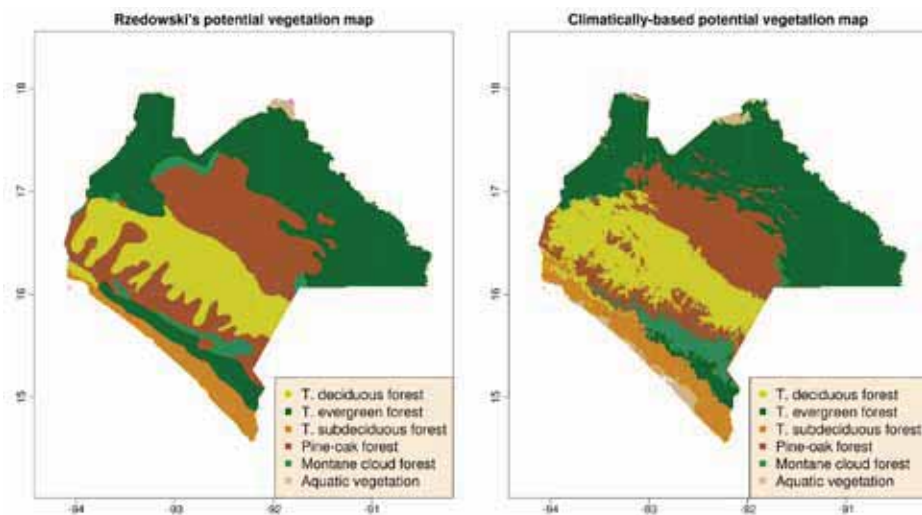 Rzedowski's potential vegetation map
18
17
16
15
-94
-93
-92
-91
T. deciduous forest
T. evergreen forest
T. subdeciduous forest
Pine-oak forest
Montane cloud forest
Aquatic vegetation
Climatically-based potential vegetation map
18
17
16
15
-94
-93
-92
-91
T. deciduous forest
T. evergreen forest
T. subdeciduous forest
Pine-oak forest
Montane cloud forest
Aquatic vegetation